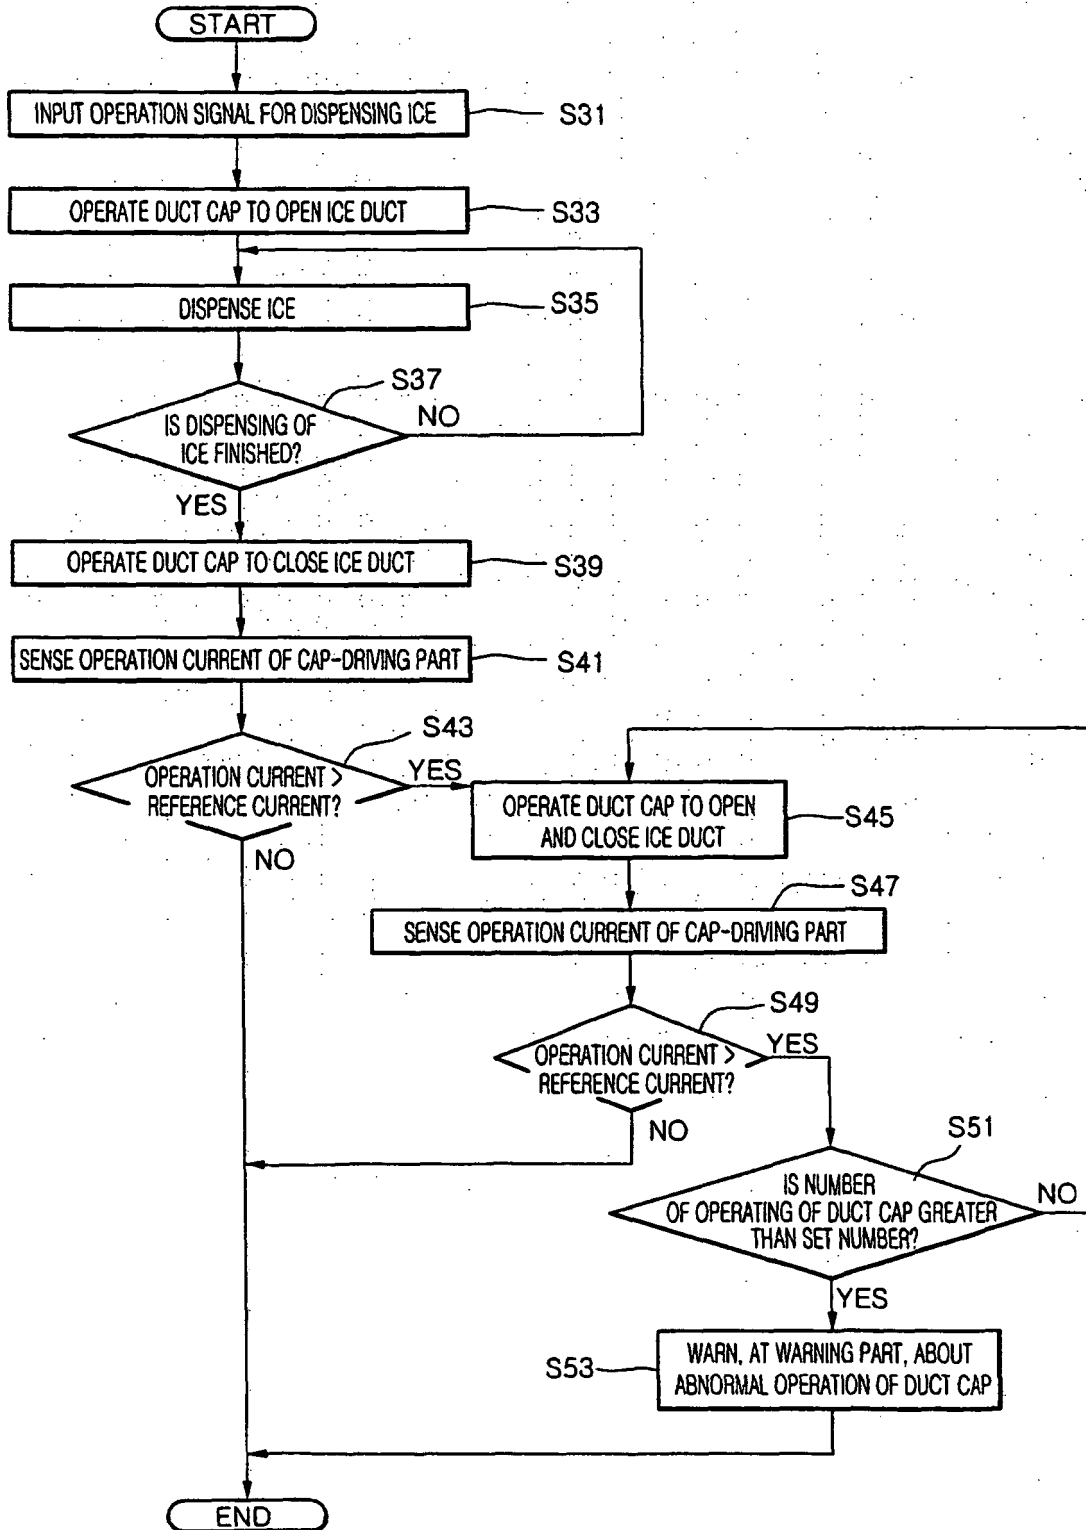 START
INPUT OPERATION SIGNAL FOR DISPENSING ICE
S31
OPERATE DUCT CAP TO OPEN ICE DUCT
S33
DISPENSE ICE
S35
S37
IS DISPENSING OF
ICE FINISHED?
NO
YES
OPERATE DUCT CAP TO CLOSE ICE DUCT
S39
SENSE OPERATION CURRENT OF CAP-DRIVING PART
S41
S43
OPERATION CURRENT >
REFERENCE CURRENT?
YES
NO
OPERATE DUCT CAP TO OPEN
AND CLOSE ICE DUCT
S45
S47
SENSE OPERATION CURRENT OF CAP-DRIVING PART
S49
OPERATION CURRENT >
REFERENCE CURRENT?
YES
NO
S51
IS NUMBER
OF OPERATING OF DUCT CAP GREATER
THAN SET NUMBER?
NO
YES
S53
WARN, AT WARNING PART, ABOUT
ABNORMAL OPERATION OF DUCT CAP
END